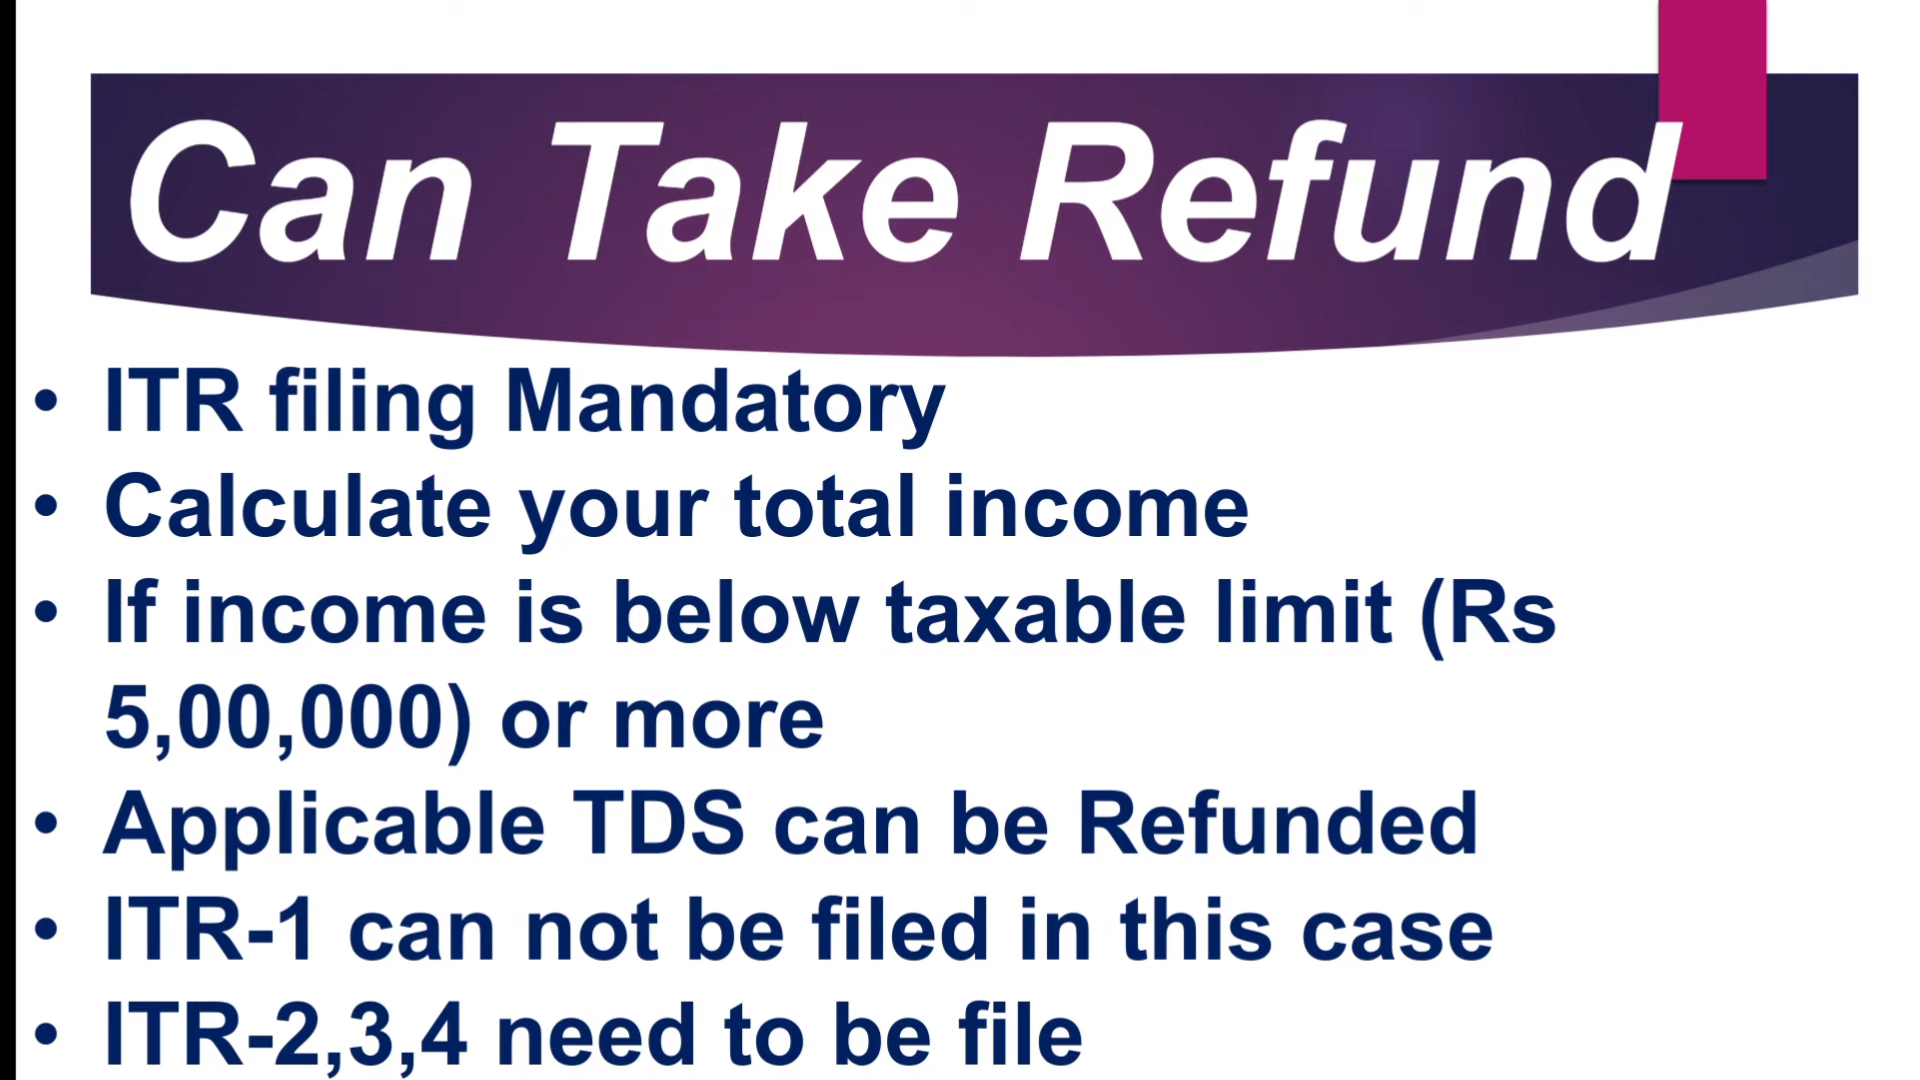 Can Take Refund
• ITR filing Mandatory
• Calculate your total income
• If income is below taxable limit (Rs
5,00,000) or more
• Applicable TDS can be Refunded
• ITR-1 can not be filed in this case
• ITR-2,3,4 need to be file